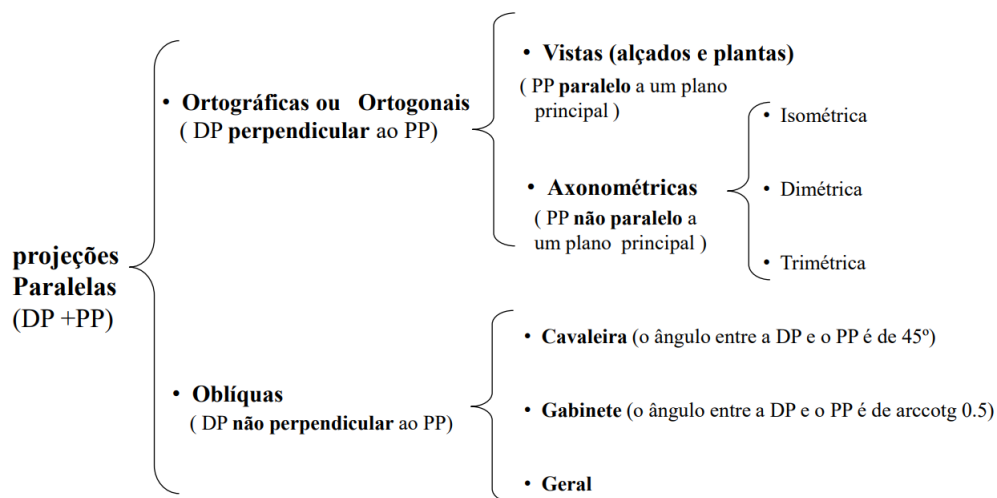 projeções
Paralelas
(DP +PP)
• Ortográficas ou Ortogonais
( DP perpendicular ao PP)
• Vistas (alçados e plantas)
( PP paralelo a um plano
principal )
• Axonométricas
( PP não paralelo a
um plano principal )
• Isométrica
• Dimétrica
• Trimétrica
• Oblíquas
( DP não perpendicular ao PP)
• Cavaleira (o ângulo entre a DP e o PP é de 45º)
• Gabinete (o ângulo entre a DP e o PP é de arccotg 0.5)
• Geral